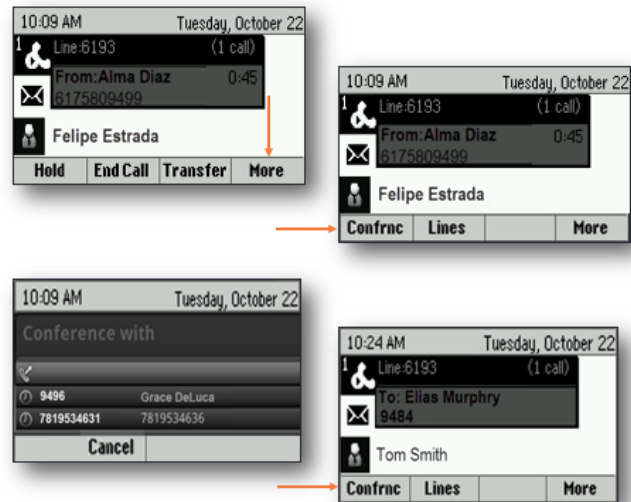 10:09 AM Tuesday, October 22
1 Line:6193 (1 call)
From:Alma Diaz 0:45
6175809499
Felipe Estrada
Hold End Call Transfer More
10:09 AM Tuesday, October 22
1 Line:6193 (1 call)
From:Alma Diaz 0:45
6175809499
Felipe Estrada
Confrnc Lines More
10:09 AM Tuesday, October 22
Conference with
9496 Grace DeLuca
7819534631 7819534636
Cancel
10:24 AM Tuesday, October 22
1 Line:6193 (1 call)
To: Elias Murphry
9484
Tom Smith
Confrnc Lines More